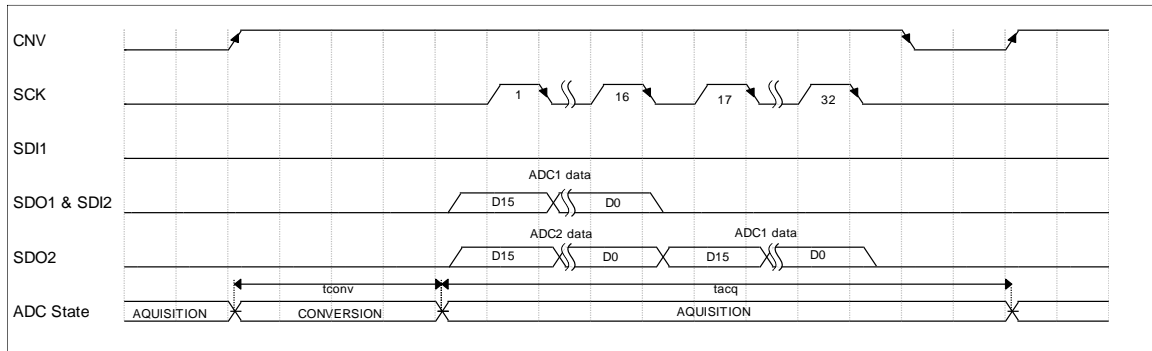 CNV
SCK
1
16
17
32
SDI1
ADC1 data
SDO1 & SDI2
D15
D0
ADC2 data
ADC1 data
SDO2
D15
D0
D15
D0
tconv
tacq
ADC State
AQUISITION
CONVERSION
AQUISITION